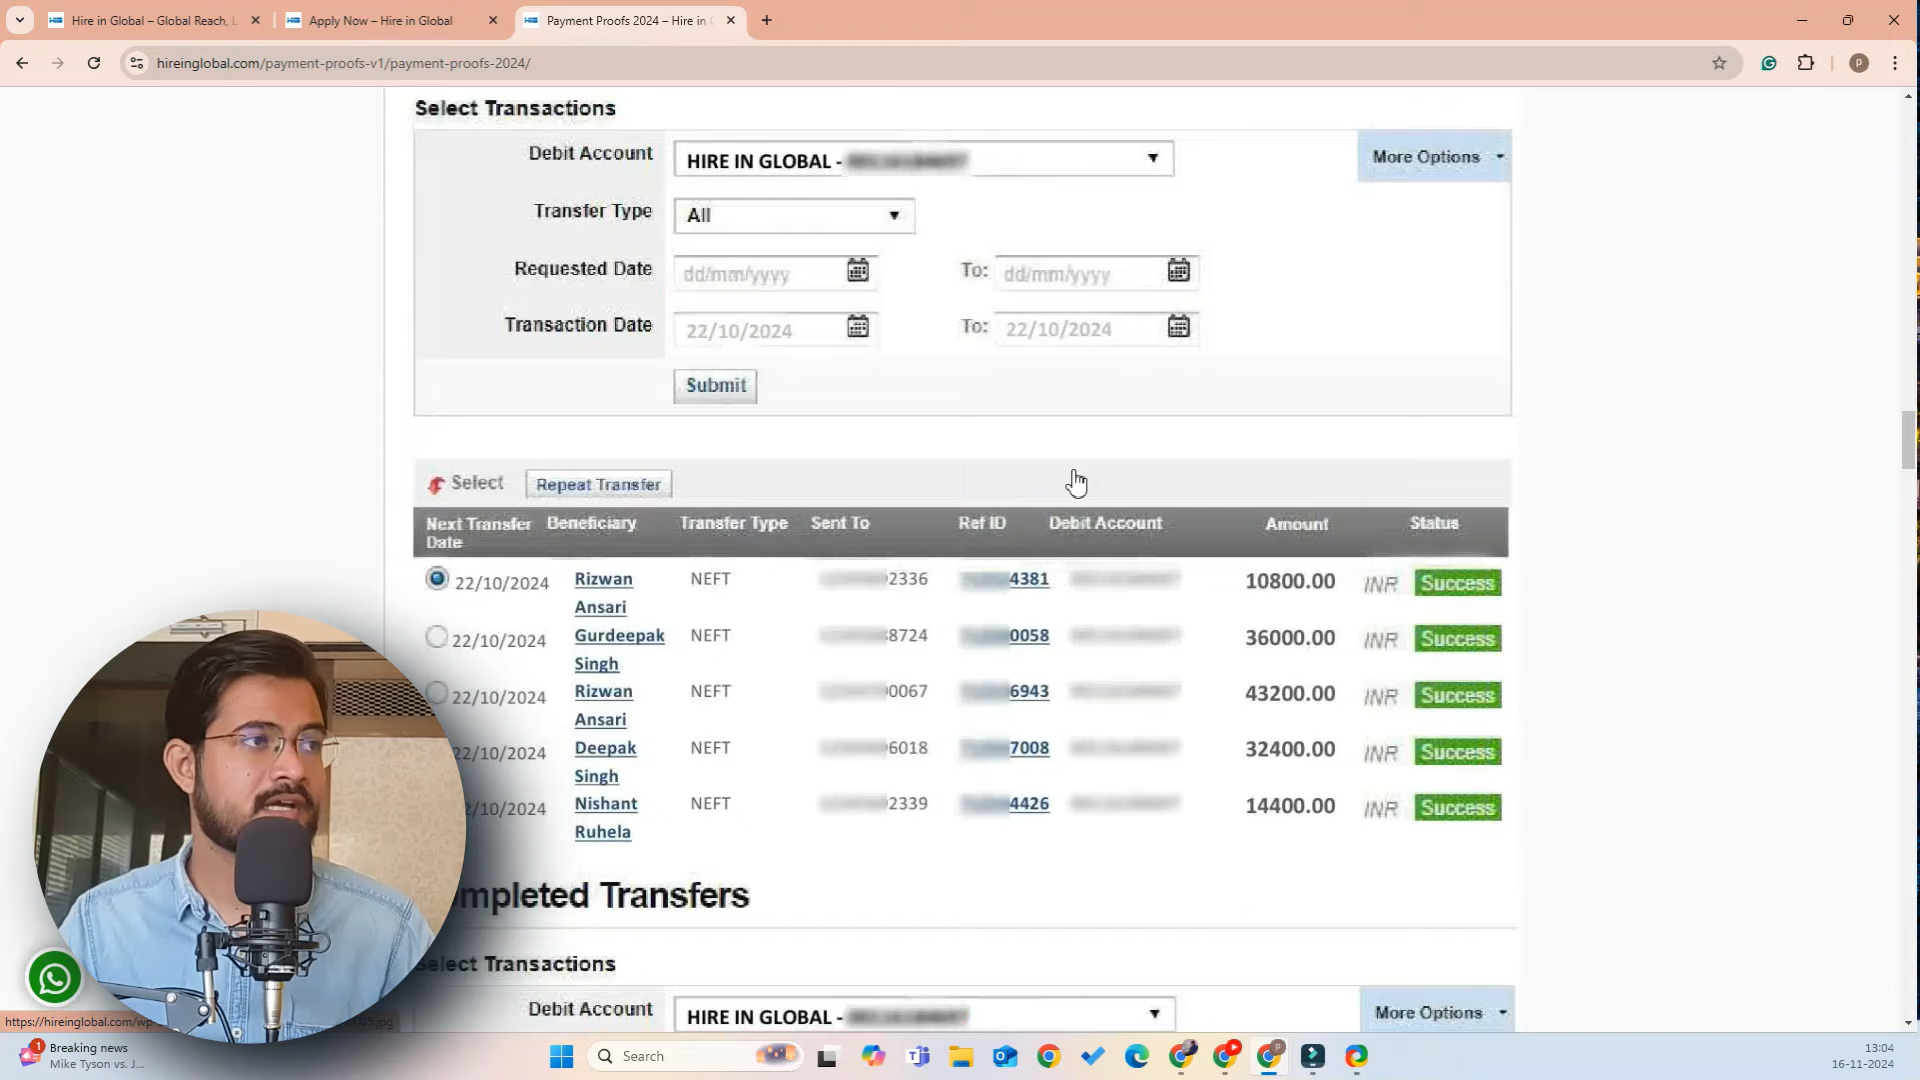 Hire in Global – Global Reach, L
Apply Now – Hire in Global
Payment Proofs 2024 – Hire in G
hireinglobal.com/payment-proofs-v1/payment-proofs-2024/
P
Select Transactions
Debit Account
HIRE IN GLOBAL -
More Options
Transfer Type
All
Requested Date
dd/mm/yyyy
To:
dd/mm/yyyy
Transaction Date
22/10/2024
To:
22/10/2024
Submit
Select
Repeat Transfer
Next Transfer Date Beneficiary Transfer Type Sent To Ref ID Debit Account Amount Status
22/10/2024 Rizwan Ansari NEFT 2336 4381 10800.00 INR Success
22/10/2024 Gurdeepak Singh NEFT 8724 0058 36000.00 INR Success
22/10/2024 Rizwan Ansari NEFT 0067 6943 43200.00 INR Success
22/10/2024 Deepak Singh NEFT 6018 7008 32400.00 INR Success
/10/2024 Nishant Ruhela NEFT 2339 4426 14400.00 INR Success
mpleted Transfers
elect Transactions
Debit Account
HIRE IN GLOBAL -
More Options
https://hireinglobal.com/wp-
1
Breaking news
Mike Tyson vs. J...
Search
P
13:04
16-11-2024